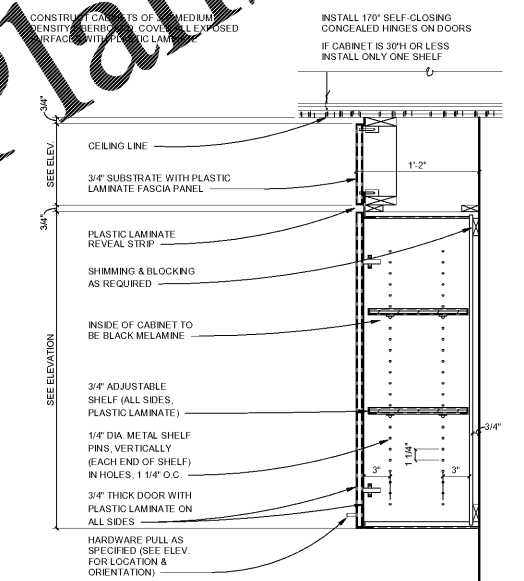 CONSTRUCT CABINETS OF 3/4" MEDIUM
DENSITY FIBERBOARD, COVER ALL EXPOSED
SURFACES WITH PLASTIC LAMINATE
INSTALL 170° SELF-CLOSING
CONCEALED HINGES ON DOORS
IF CABINET IS 30"H OR LESS
INSTALL ONLY ONE SHELF
Plan
3/4"
SEE ELEV.
CEILING LINE
1'-2"
3/4" SUBSTRATE WITH PLASTIC
LAMINATE FASCIA PANEL
3/4"
PLASTIC LAMINATE
REVEAL STRIP
SHIMMING & BLOCKING
AS REQUIRED
INSIDE OF CABINET TO
BE BLACK MELAMINE
SEE ELEVATION
3/4" ADJUSTABLE
SHELF (ALL SIDES,
PLASTIC LAMINATE)
3/4"
1/4" DIA. METAL SHELF
PINS, VERTICALLY
(EACH END OF SHELF)
IN HOLES, 1 1/4" O.C.
1 1/4"
3"
3"
3/4" THICK DOOR WITH
PLASTIC LAMINATE ON
ALL SIDES
HARDWARE PULL AS
SPECIFIED (SEE ELEV.
FOR LOCATION &
ORIENTATION)